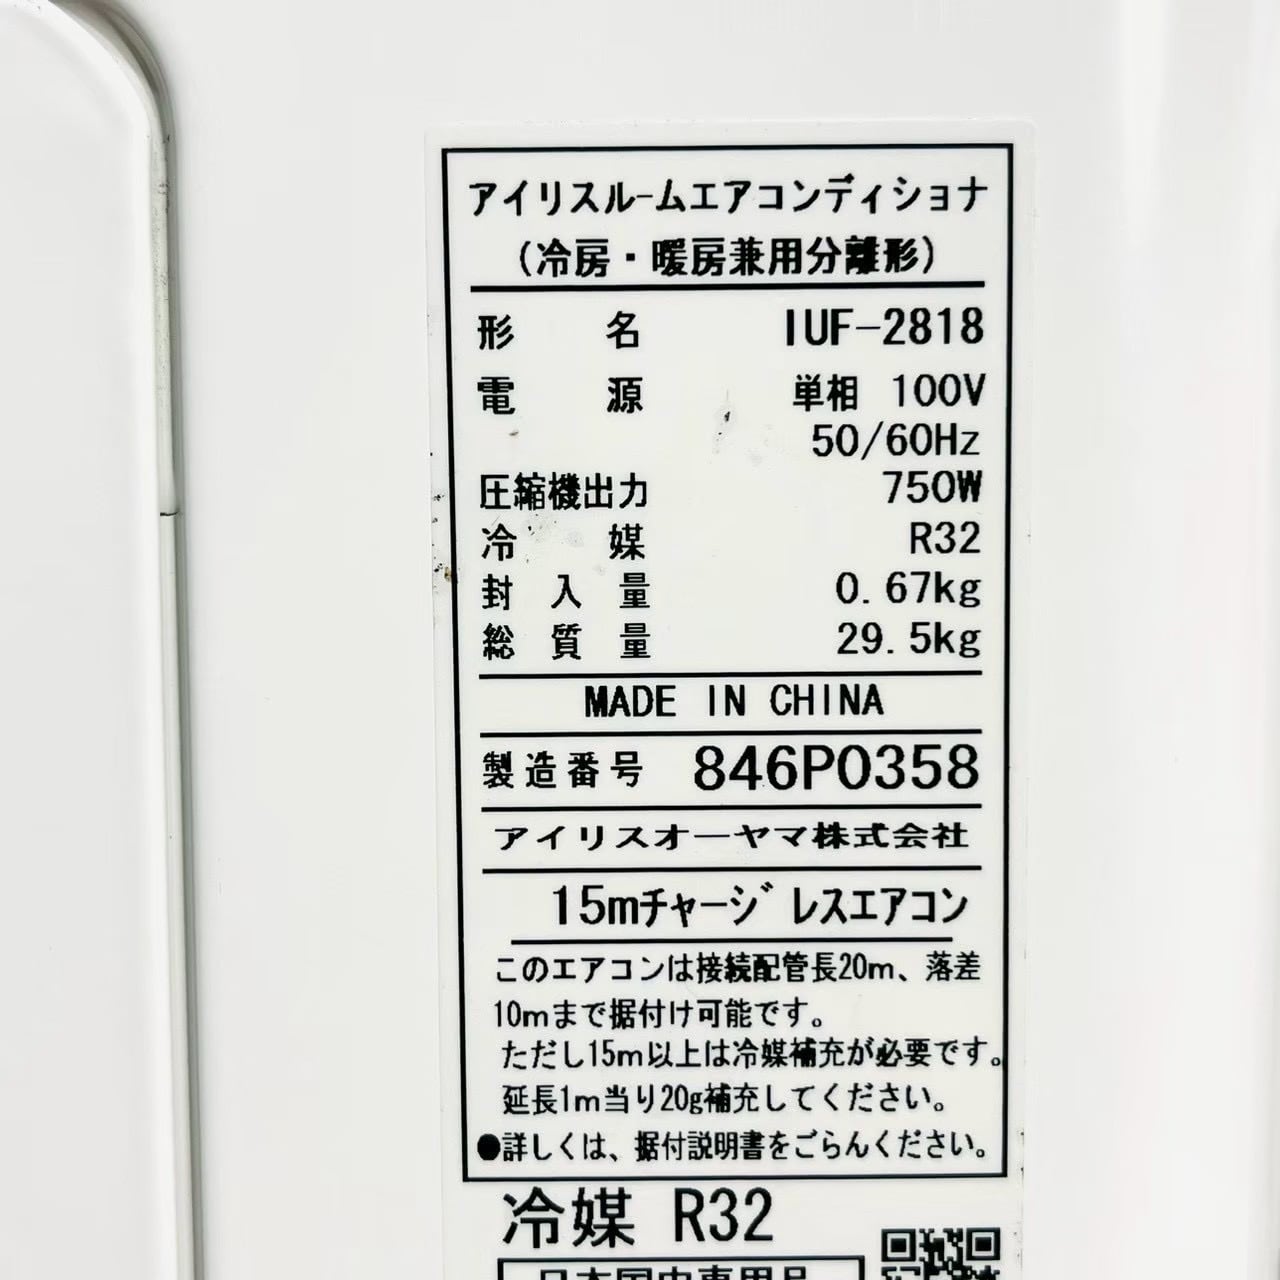 アイリスルームエアコンディショナ
(冷房・暖房兼用分離形)
形名 IUF-2818
電源 単相 100V
50/60Hz
圧縮機出力 750W
冷媒 R32
封入量 0.67kg
総質量 29.5kg
MADE IN CHINA
製造番号 846P0358
アイリスオーヤマ株式会社
15mチャージレスエアコン
このエアコンは接続配管長20m、落差
10mまで据付け可能です。
ただし15m以上は冷媒補充が必要です。
延長1m当り20g補充してください。
●詳しくは、据付説明書をごらんください。
冷媒 R32
日本国内専用品